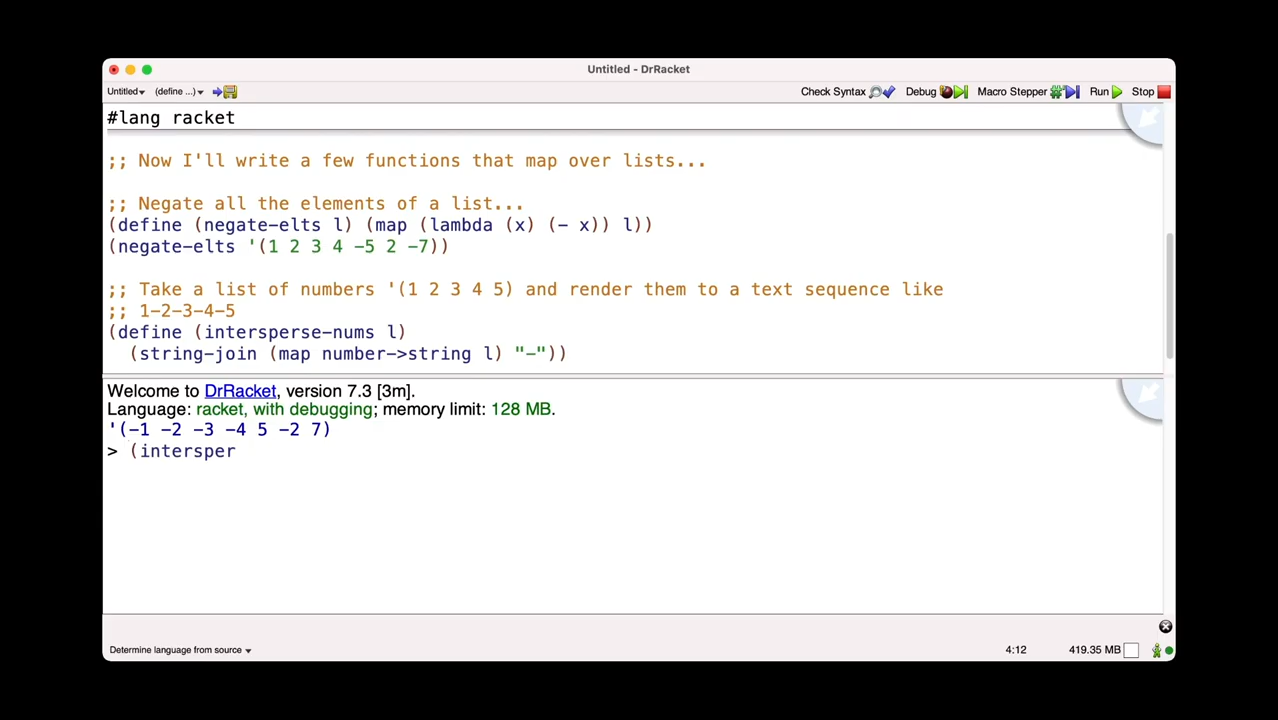 Untitled - DrRacket
Untitled (define ...) Check Syntax Debug Macro Stepper Run Stop
#lang racket
;; Now I'll write a few functions that map over lists...
;; Negate all the elements of a list...
(define (negate-elts l) (map (lambda (x) (- x)) l))
(negate-elts '(1 2 3 4 -5 2 -7))
;; Take a list of numbers '(1 2 3 4 5) and render them to a text sequence like
;; 1-2-3-4-5
(define (intersperse-nums l)
(string-join (map number->string l) "-"))
Welcome to DrRacket, version 7.3 [3m].
Language: racket, with debugging; memory limit: 128 MB.
'(-1 -2 -3 -4 5 -2 7)
> (intersper
Determine language from source 4:12 419.35 MB